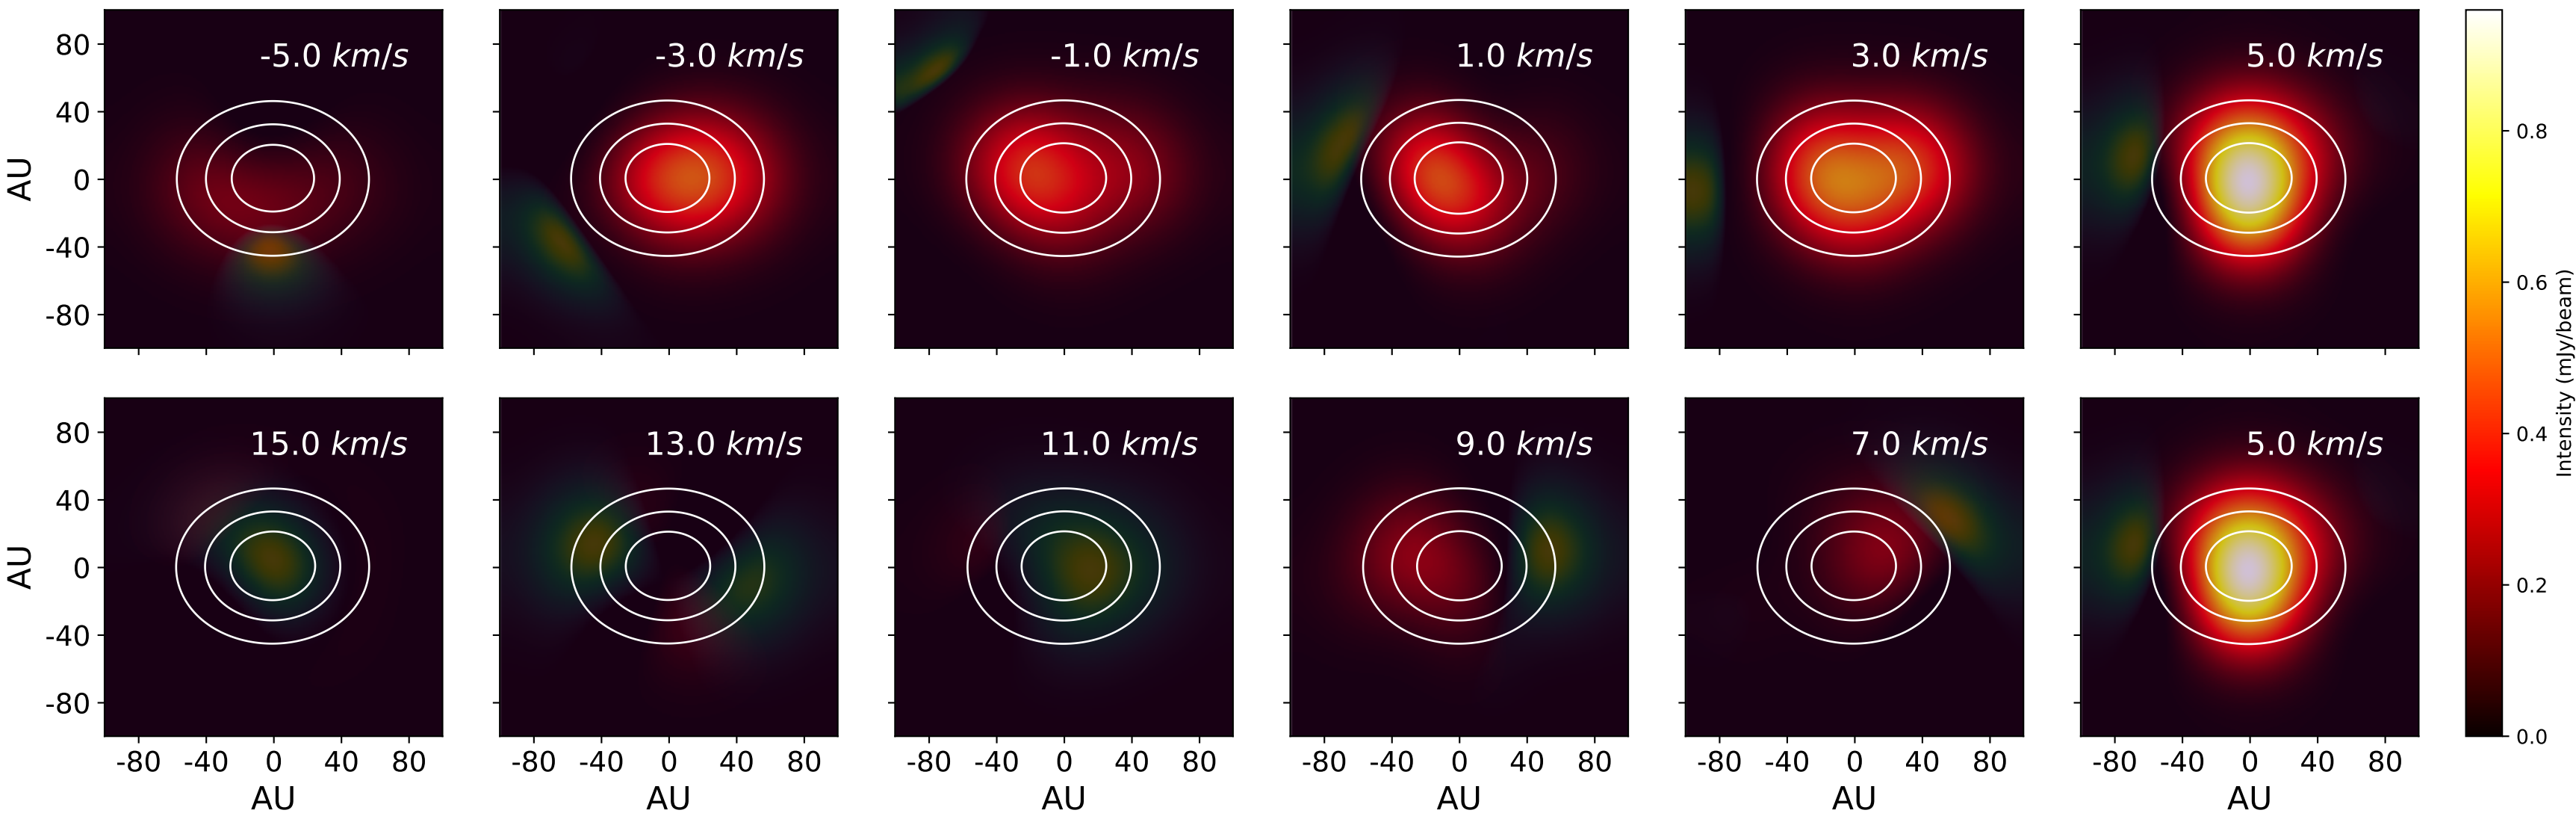 -5.0 km/s
-3.0 km/s
-1.0 km/s
1.0 km/s
3.0 km/s
5.0 km/s
80
40
0
-40
-80
AU
15.0 km/s
13.0 km/s
11.0 km/s
9.0 km/s
7.0 km/s
5.0 km/s
80
40
0
-40
-80
AU
-80 -40 0 40 80
-80 -40 0 40 80
-80 -40 0 40 80
-80 -40 0 40 80
-80 -40 0 40 80
-80 -40 0 40 80
AU
AU
AU
AU
AU
AU
0.8
0.6
0.4
0.2
0.0
Intensity (mJy/beam)